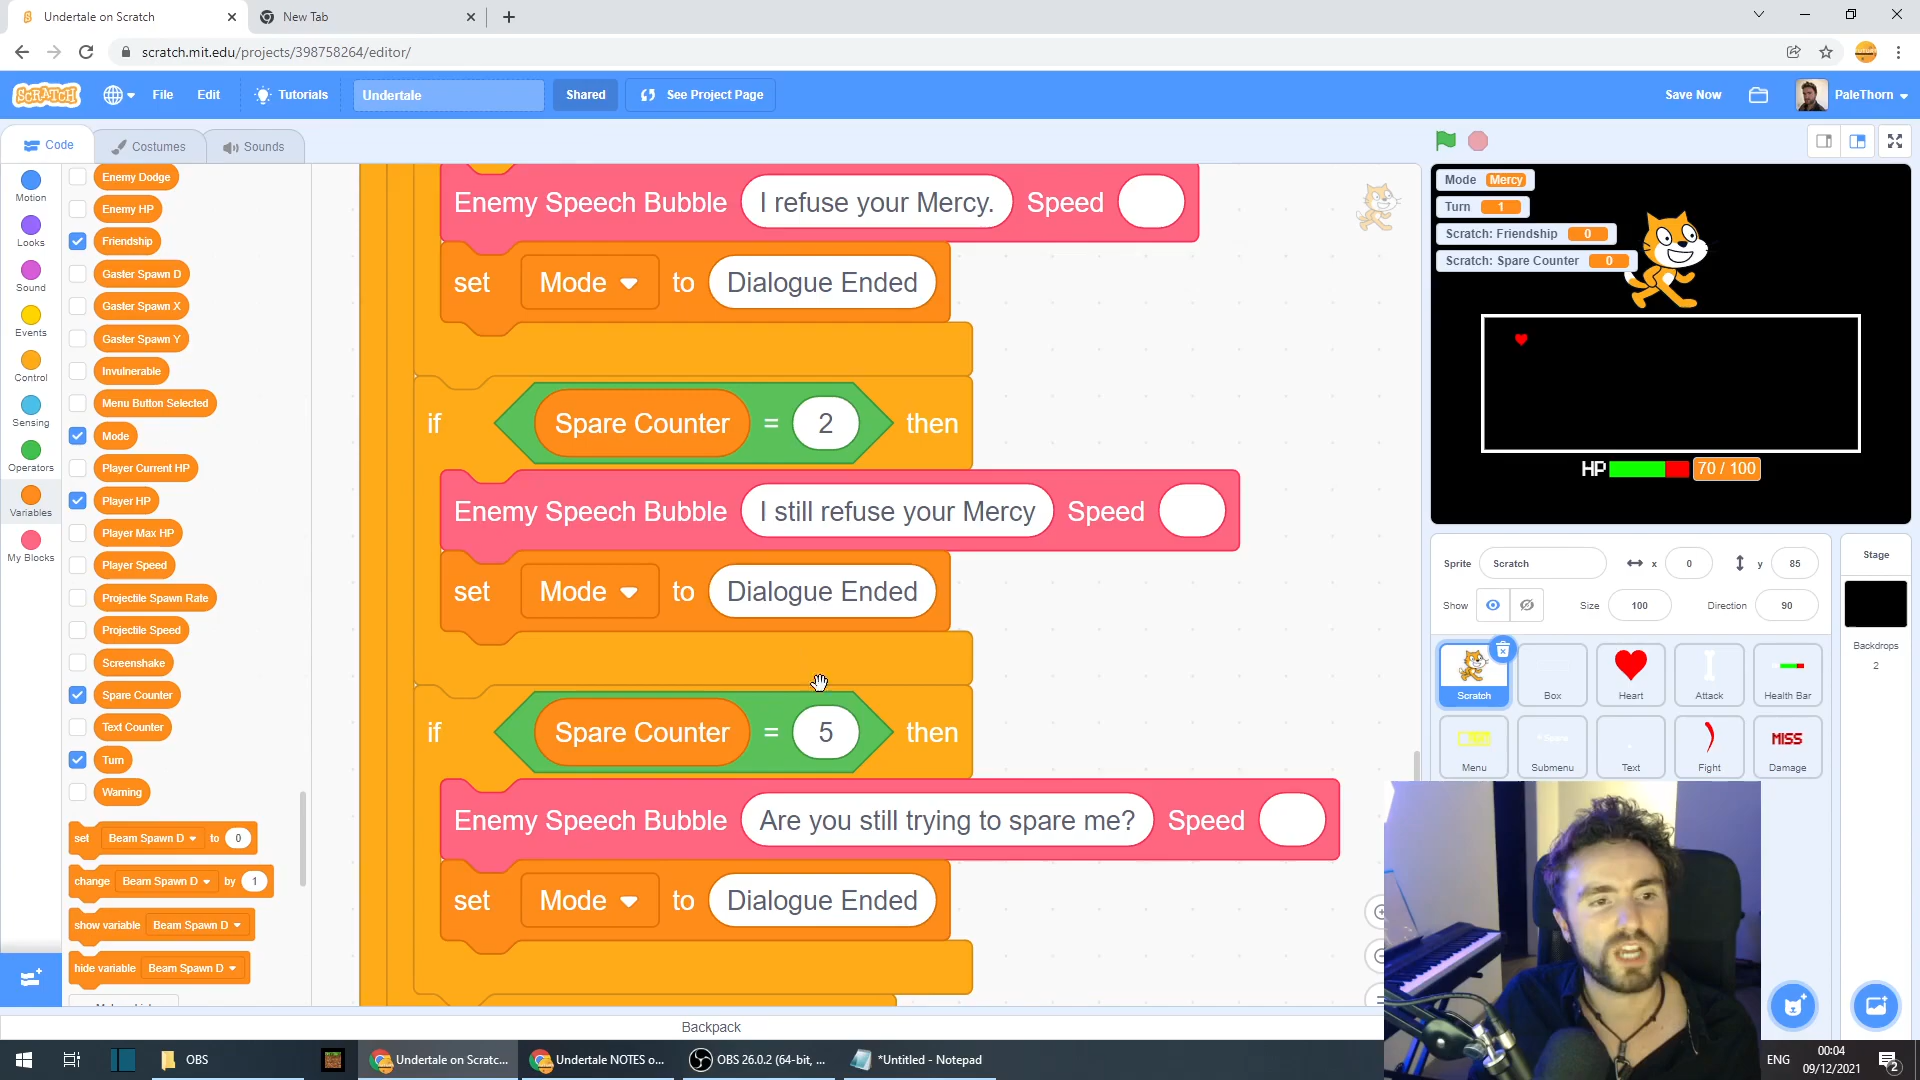 Undertale on Scratch
New Tab
scratch.mit.edu/projects/398758264/editor/
SCRATCH
File
Edit
Tutorials
Undertale
Shared
See Project Page
Save Now
PaleThorn
Code
Costumes
Sounds
Motion
Looks
Sound
Events
Control
Sensing
Operators
Variables
My Blocks
Enemy Dodge
Enemy HP
Friendship
Gaster Spawn D
Gaster Spawn X
Gaster Spawn Y
Invulnerable
Menu Button Selected
Mode
Player Current HP
Player HP
Player Max HP
Player Speed
Projectile Spawn Rate
Projectile Speed
Screenshake
Spare Counter
Text Counter
Turn
Warning
set Beam Spawn D to 0
change Beam Spawn D by 1
show variable Beam Spawn D
hide variable Beam Spawn D
Enemy Speech Bubble I refuse your Mercy. Speed
set Mode to Dialogue Ended
if Spare Counter = 2 then
Enemy Speech Bubble I still refuse your Mercy Speed
set Mode to Dialogue Ended
if Spare Counter = 5 then
Enemy Speech Bubble Are you still trying to spare me? Speed
set Mode to Dialogue Ended
Mode Mercy
Turn 1
Scratch: Friendship 0
Scratch: Spare Counter 0
HP 70 / 100
Sprite Scratch x 0 y 85
Show Size 100 Direction 90
Stage
Backdrops
2
Scratch
Box
Heart
Attack
Health Bar
Menu
Submenu
Text
Fight
MISS
Damage
Backpack
OBS
Undertale on Scratc...
Undertale NOTES o...
OBS 26.0.2 (64-bit, ...
*Untitled - Notepad
ENG
00:04
09/12/2021
2